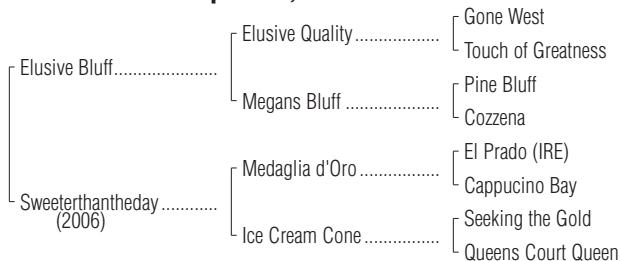 Gone West
Elusive Quality
Touch of Greatness
Elusive Bluff
Pine Bluff
Megans Bluff
Cozzena
El Prado (IRE)
Medaglia d'Oro
Cappucino Bay
Sweeterthantheday
(2006)
Seeking the Gold
Ice Cream Cone
Queens Court Queen